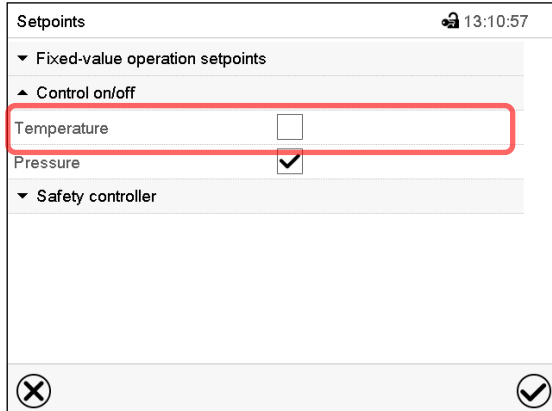 Setpoints 13:10:57
Fixed-value operation setpoints
Control on/off
Temperature
Pressure
Safety controller